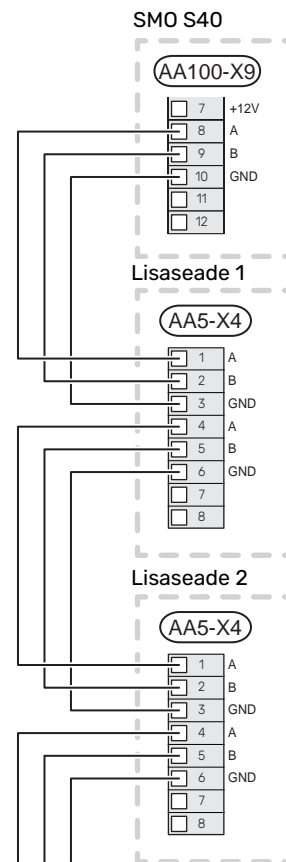 SMO S40
AA100-X9
7 +12V
8 A
9 B
10 GND
11
12
Lisaseade 1
AA5-X4
1 A
2 B
3 GND
4 A
5 B
6 GND
7
8
Lisaseade 2
AA5-X4
1 A
2 B
3 GND
4 A
5 B
6 GND
7
8